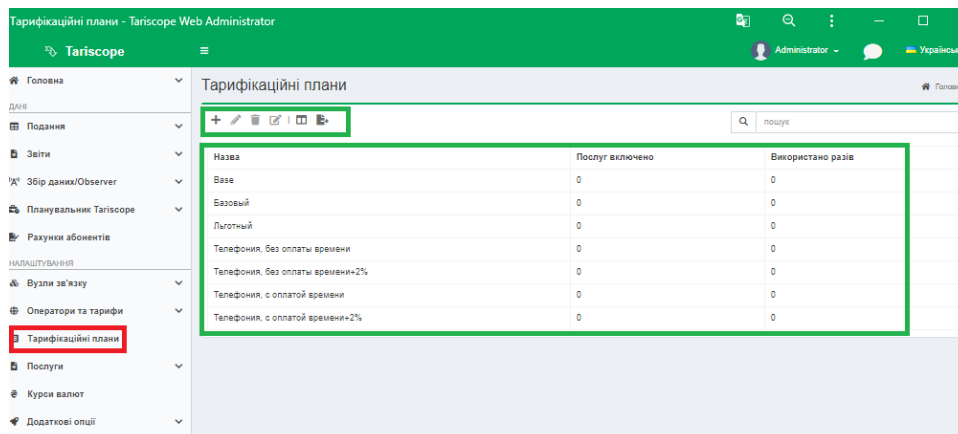 Тарифікаційні плани - Tariscope Web Administrator
Tariscope
Administrator
Головна
Тарифікаційні плани
ДАНІ
Подання
пошук
Звіти
Назва
Послуг включено
Використано разів
Збір даних/Observer
Base 0 0
Планувальник Tariscope
Базовый 0 0
Льготный 0 0
Рахунки абонентів
Телефония, без оплаты времени 0 0
НАЛАШТУВАННЯ
Телефония, без оплаты времени+2% 0 0
Вузли зв'язку
Телефония, с оплатой времени 0 0
Оператори та тарифи
Телефония, с оплатой времени+2% 0 0
Тарифікаційні плани
Послуги
Курси валют
Додаткові опції